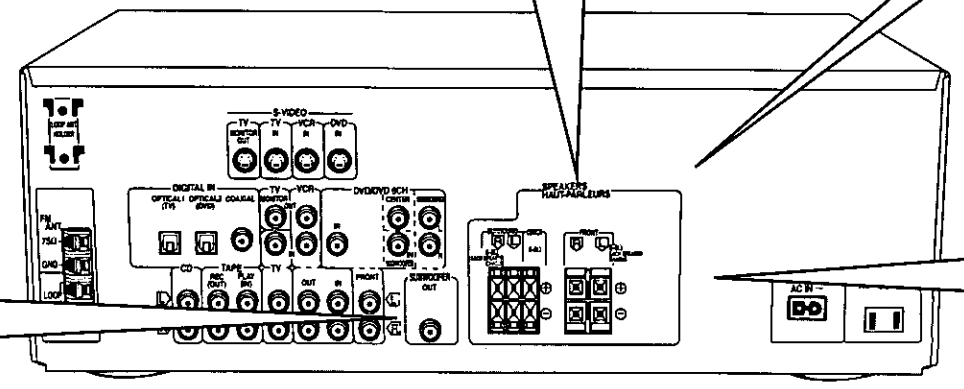 S-VIDEO
TV TV VCR DVD
MONITOR OUT IN IN IN
LOOP ANT
HOLDER
DIGITAL IN
OPTICAL1 (TV) OPTICAL2 (DVD) COAXIAL
TV VCR
MONITOR OUT
IN
DVD/DVD 6CH
IN
CENTER
SURROUND
SUBWOOFER
FM
ANT
75Ω
GND
LOOP
CD TAPE TV
REC (OUT) PLAY (IN)
OUT IN FRONT
SUBWOOFER
OUT
SPEAKERS
HAUT-PARLEURS
SURROUND
FRONT
+ +
− −
AC IN